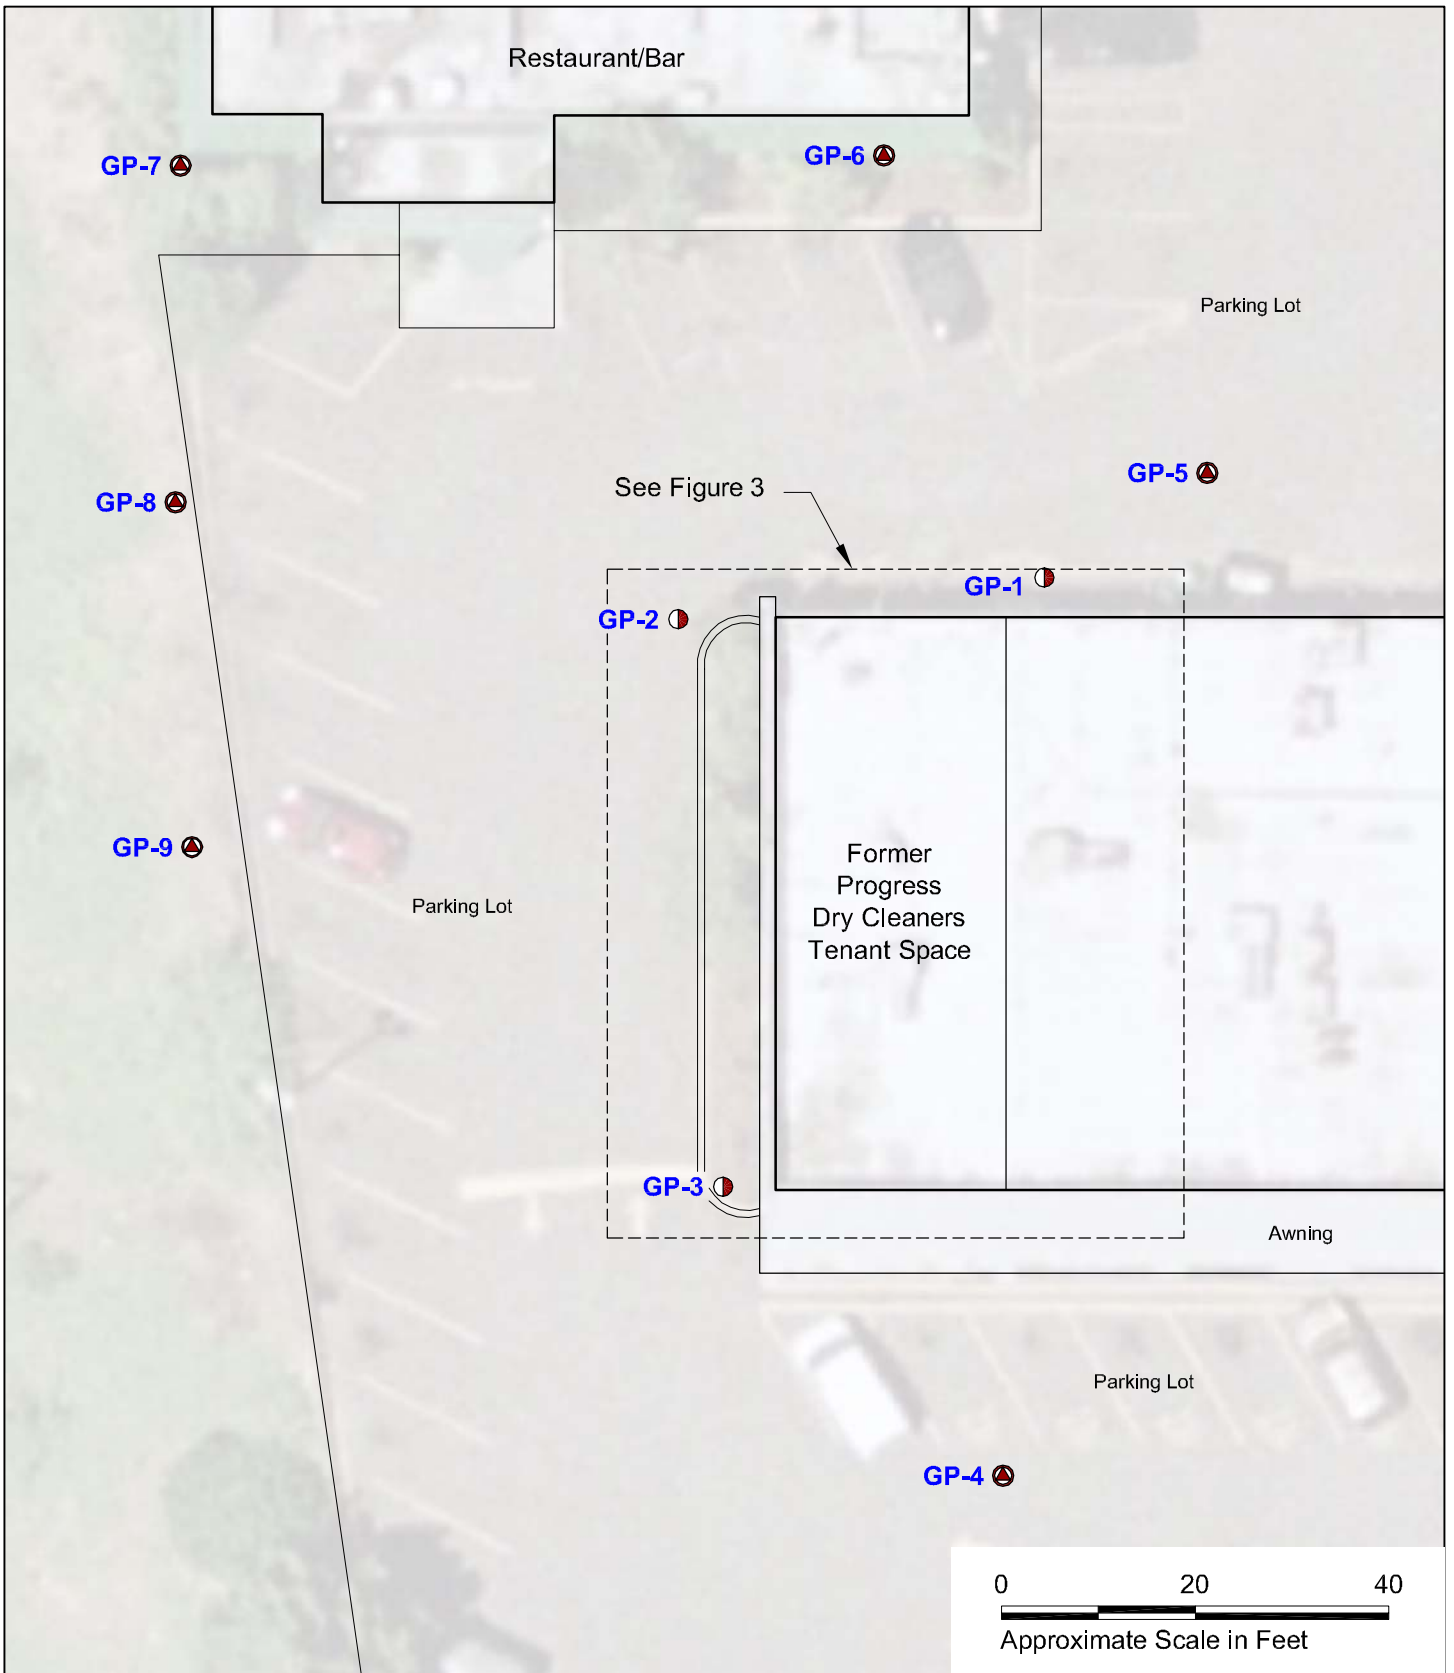 Restaurant/Bar
GP-7
GP-6
Parking Lot
GP-5
See Figure 3
GP-8
GP-1
GP-2
GP-9
Former
Progress
Dry Cleaners
Tenant Space
Parking Lot
GP-3
Awning
Parking Lot
GP-4
0 20 40
Approximate Scale in Feet